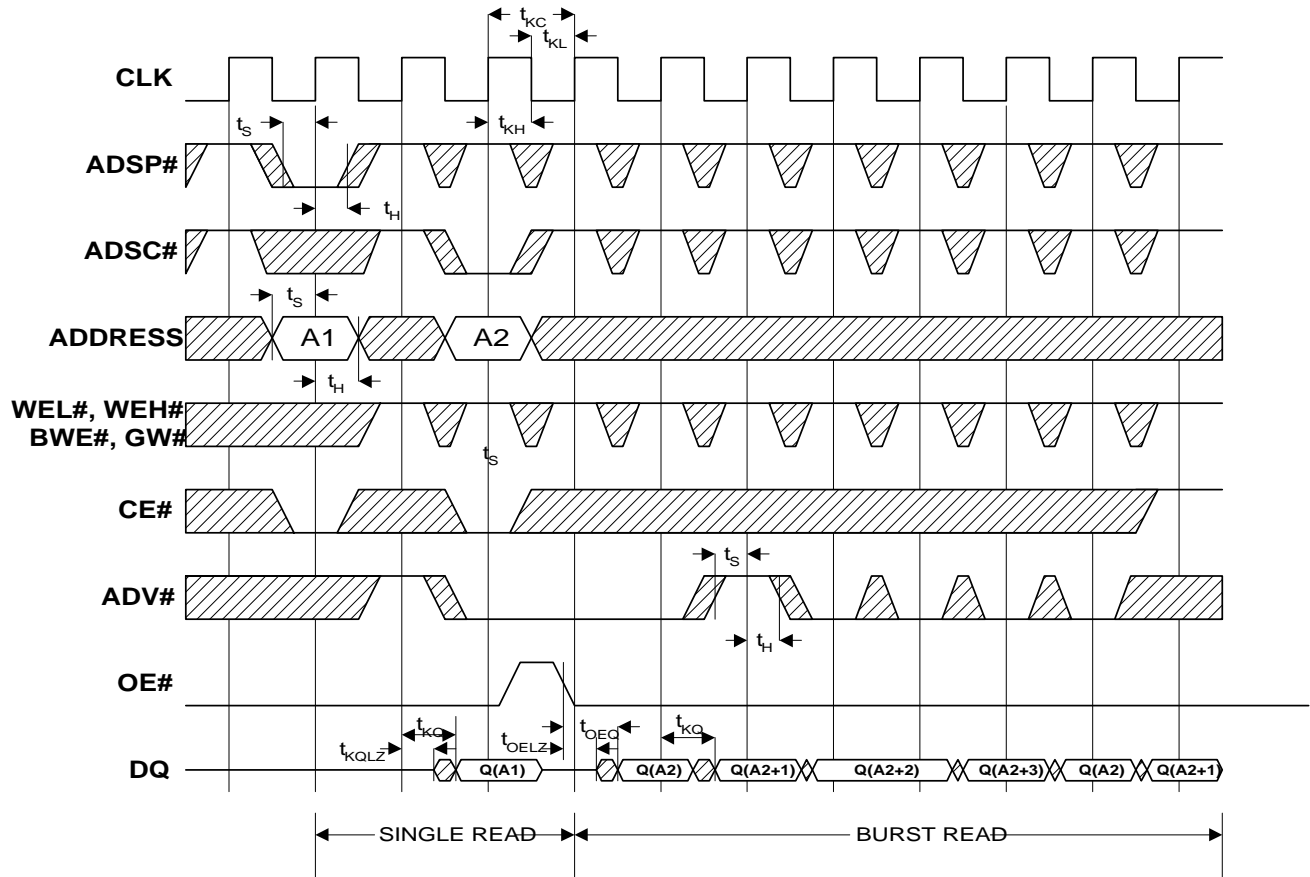 tKC
tKL
CLK
tS
tKH
ADSP#
tH
ADSC#
tS
ADDRESS
A1
A2
tH
WEL#, WEH#
BWE#, GW#
tS
CE#
tS
ADV#
tH
OE#
tKQ
tOEQ
tKQ
tKQLZ
tOELZ
DQ
Q(A1)
Q(A2)
Q(A2+1)
Q(A2+2)
Q(A2+3)
Q(A2)
Q(A2+1)
SINGLE READ
BURST READ